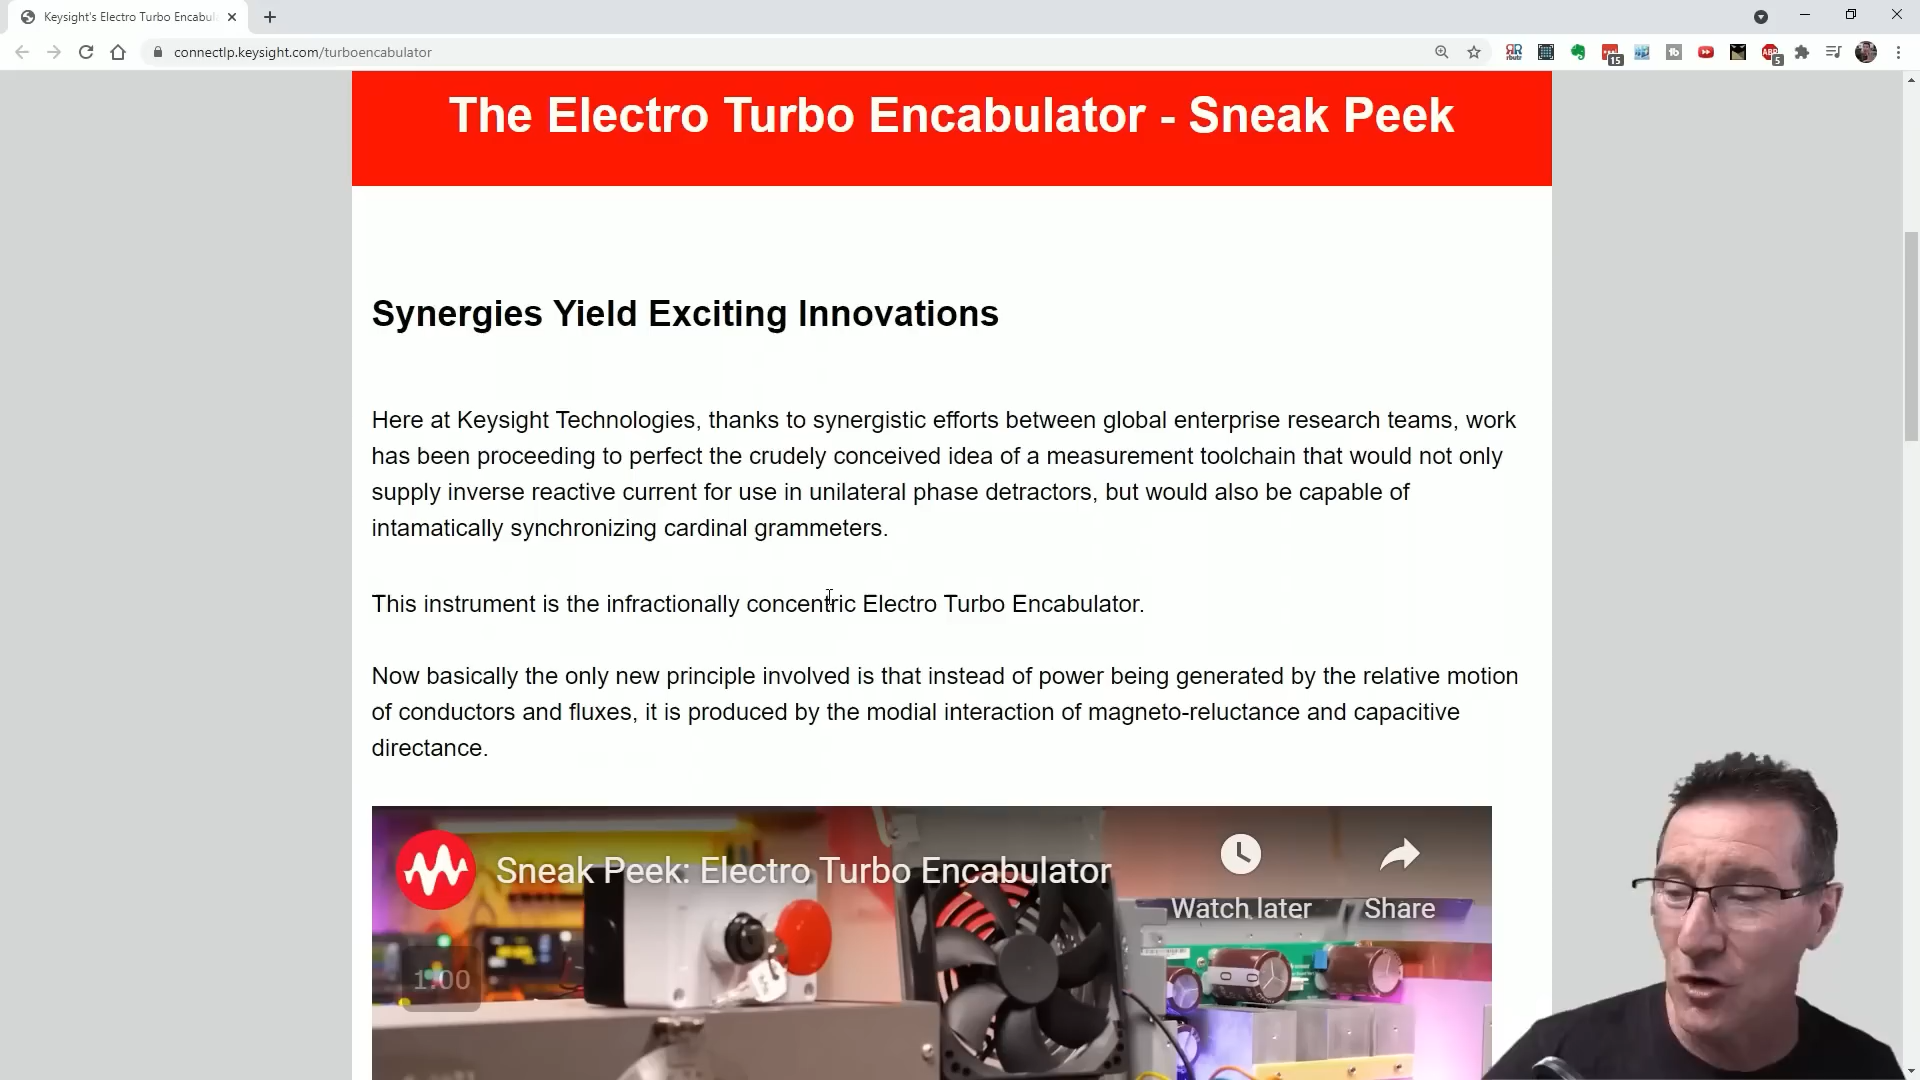 Keysight's Electro Turbo Encabul
connectlp.keysight.com/turboencabulator
15
5
The Electro Turbo Encabulator - Sneak Peek
Synergies Yield Exciting Innovations
Here at Keysight Technologies, thanks to synergistic efforts between global enterprise research teams, work
has been proceeding to perfect the crudely conceived idea of a measurement toolchain that would not only
supply inverse reactive current for use in unilateral phase detractors, but would also be capable of
intamatically synchronizing cardinal grammeters.
This instrument is the infractionally concentric Electro Turbo Encabulator.
Now basically the only new principle involved is that instead of power being generated by the relative motion
of conductors and fluxes, it is produced by the modial interaction of magneto-reluctance and capacitive
directance.
Sneak Peek: Electro Turbo Encabulator
Watch later
Share
1:00